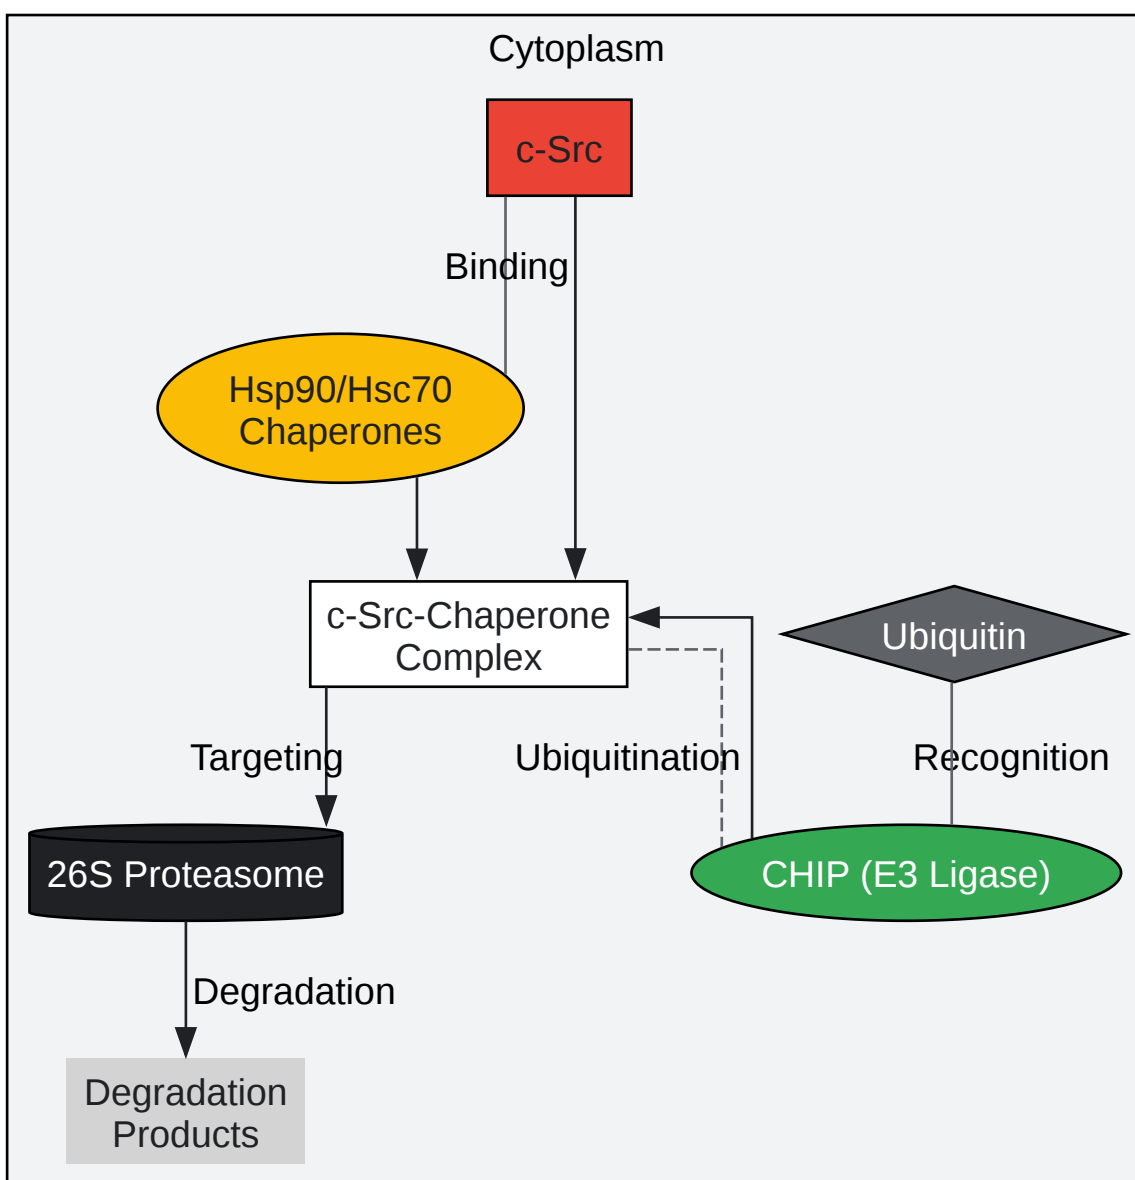 Cytoplasm
c-Src
Binding
Hsp90/Hsc70
Chaperones
c-Src-Chaperone
Complex
Ubiquitin
Targeting
Ubiquitination
Recognition
26S Proteasome
CHIP (E3 Ligase)
Degradation
Degradation
Products